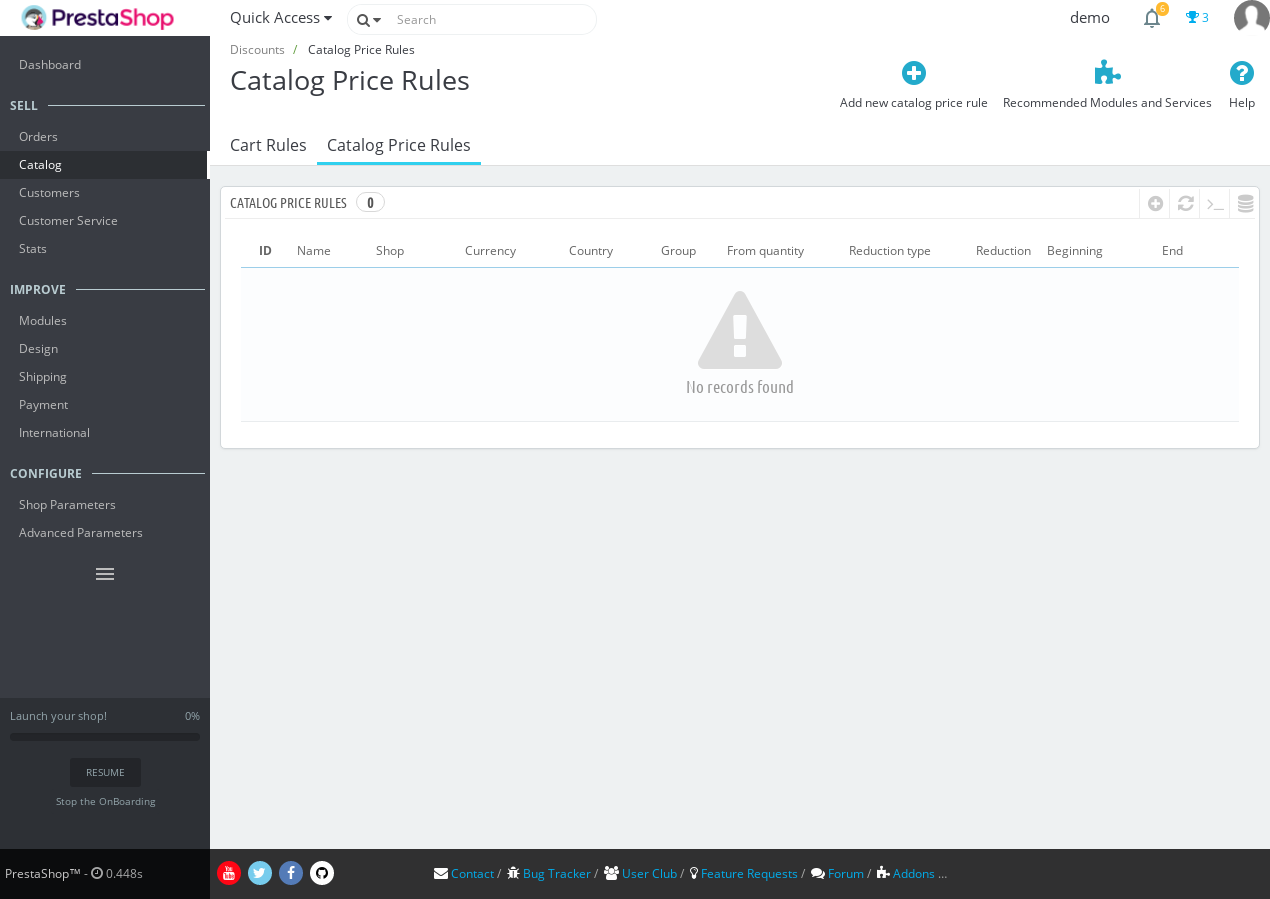 PrestaShop
Quick Access
Search
demo
6
3
Discounts / Catalog Price Rules
Catalog Price Rules
Add new catalog price rule
Recommended Modules and Services
Help
Cart Rules
Catalog Price Rules
Dashboard
SELL
Orders
Catalog
Customers
Customer Service
Stats
IMPROVE
Modules
Design
Shipping
Payment
International
CONFIGURE
Shop Parameters
Advanced Parameters
Launch your shop! 0%
RESUME
Stop the OnBoarding
PrestaShop™ - 0.448s
CATALOG PRICE RULES 0
ID Name Shop Currency Country Group From quantity Reduction type Reduction Beginning End
No records found
Contact / Bug Tracker / User Club / Feature Requests / Forum / Addons ...